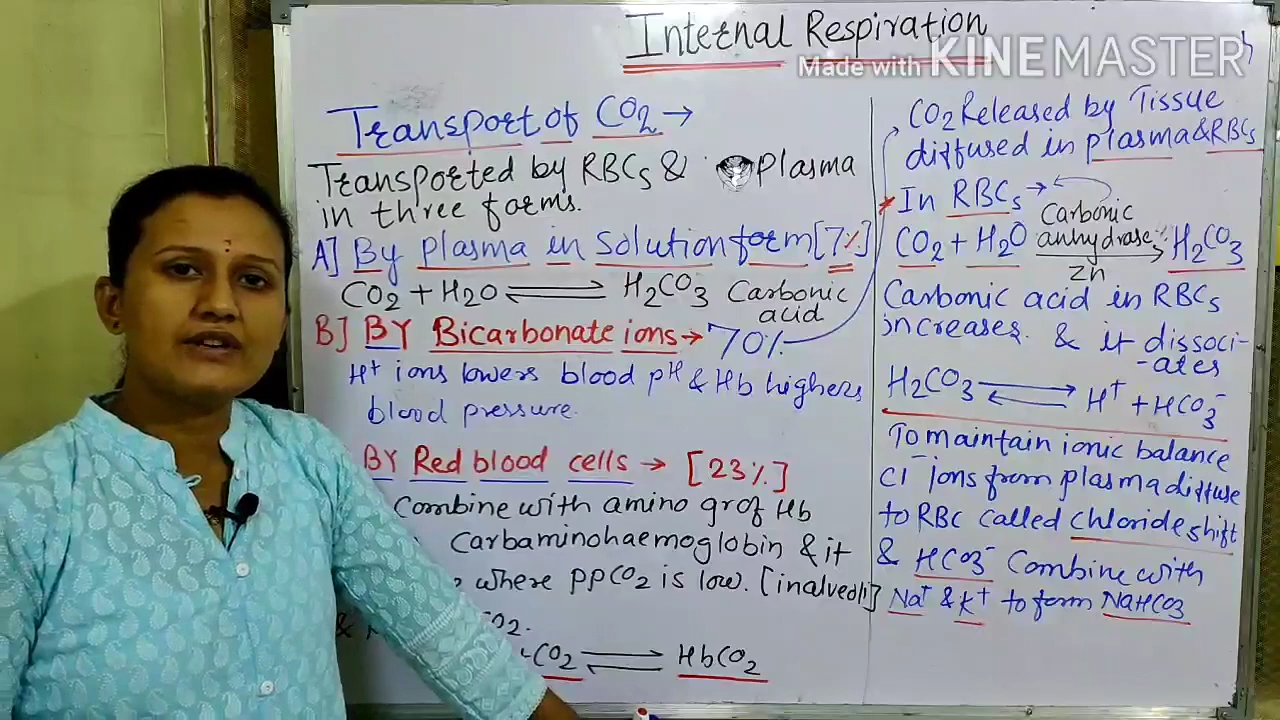 Internal Respiration
Made with KINEMASTER
Transport of CO2 →
Transported by RBCs & Plasma
in three forms.
A] By plasma in solution form [7%]
CO2 + H2O ⇌ H2CO3 Carbonic
acid
B] BY Bicarbonate ions → 70%
H+ ions lowers blood pH & Hb highers
blood pressure.
BY Red blood cells → [23%]
Combine with amino gr of Hb
Carbaminohaemoglobin & it
where ppCO2 is low. [in alveoli]
& CO2.
CO2 ⇌ HbCO2
CO2 Released by Tissue
diffused in plasma & RBCs
* In RBCs →
Carbonic
CO2 + H2O anhydrase → H2CO3
Zn
Carbonic acid in RBCs
increases. & it dissoci-
-ates
H2CO3 ⇌ H+ + HCO3-
To maintain ionic balance
Cl- ions from plasma diffuse
to RBC called chloride shift
& HCO3- Combine with
Na+ & K+ to form NaHCO3